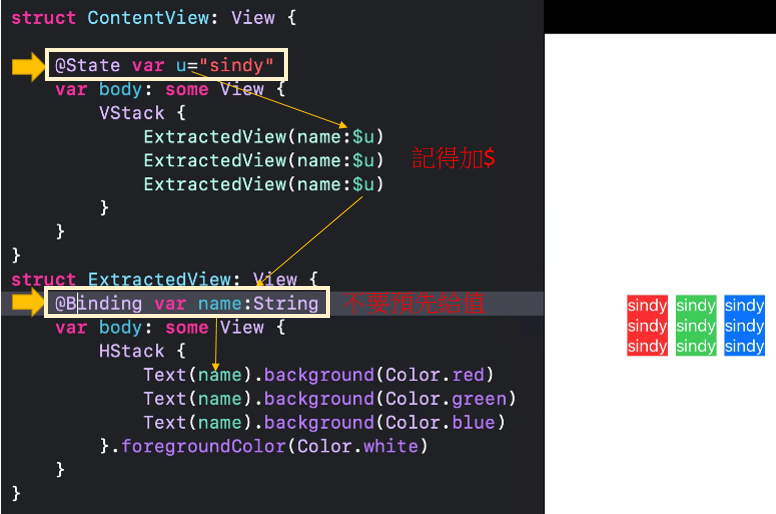 struct ContentView: View {
@State var u="sindy"
var body: some View {
VStack {
ExtractedView(name:$u)
ExtractedView(name:$u)
ExtractedView(name:$u)
記得加$
}
}
}
struct ExtractedView: View {
@Binding var name:String
不要預先給值
var body: some View {
HStack {
Text(name).background(Color.red)
Text(name).background(Color.green)
Text(name).background(Color.blue)
}.foregroundColor(Color.white)
}
}
sindy sindy sindy
sindy sindy sindy
sindy sindy sindy